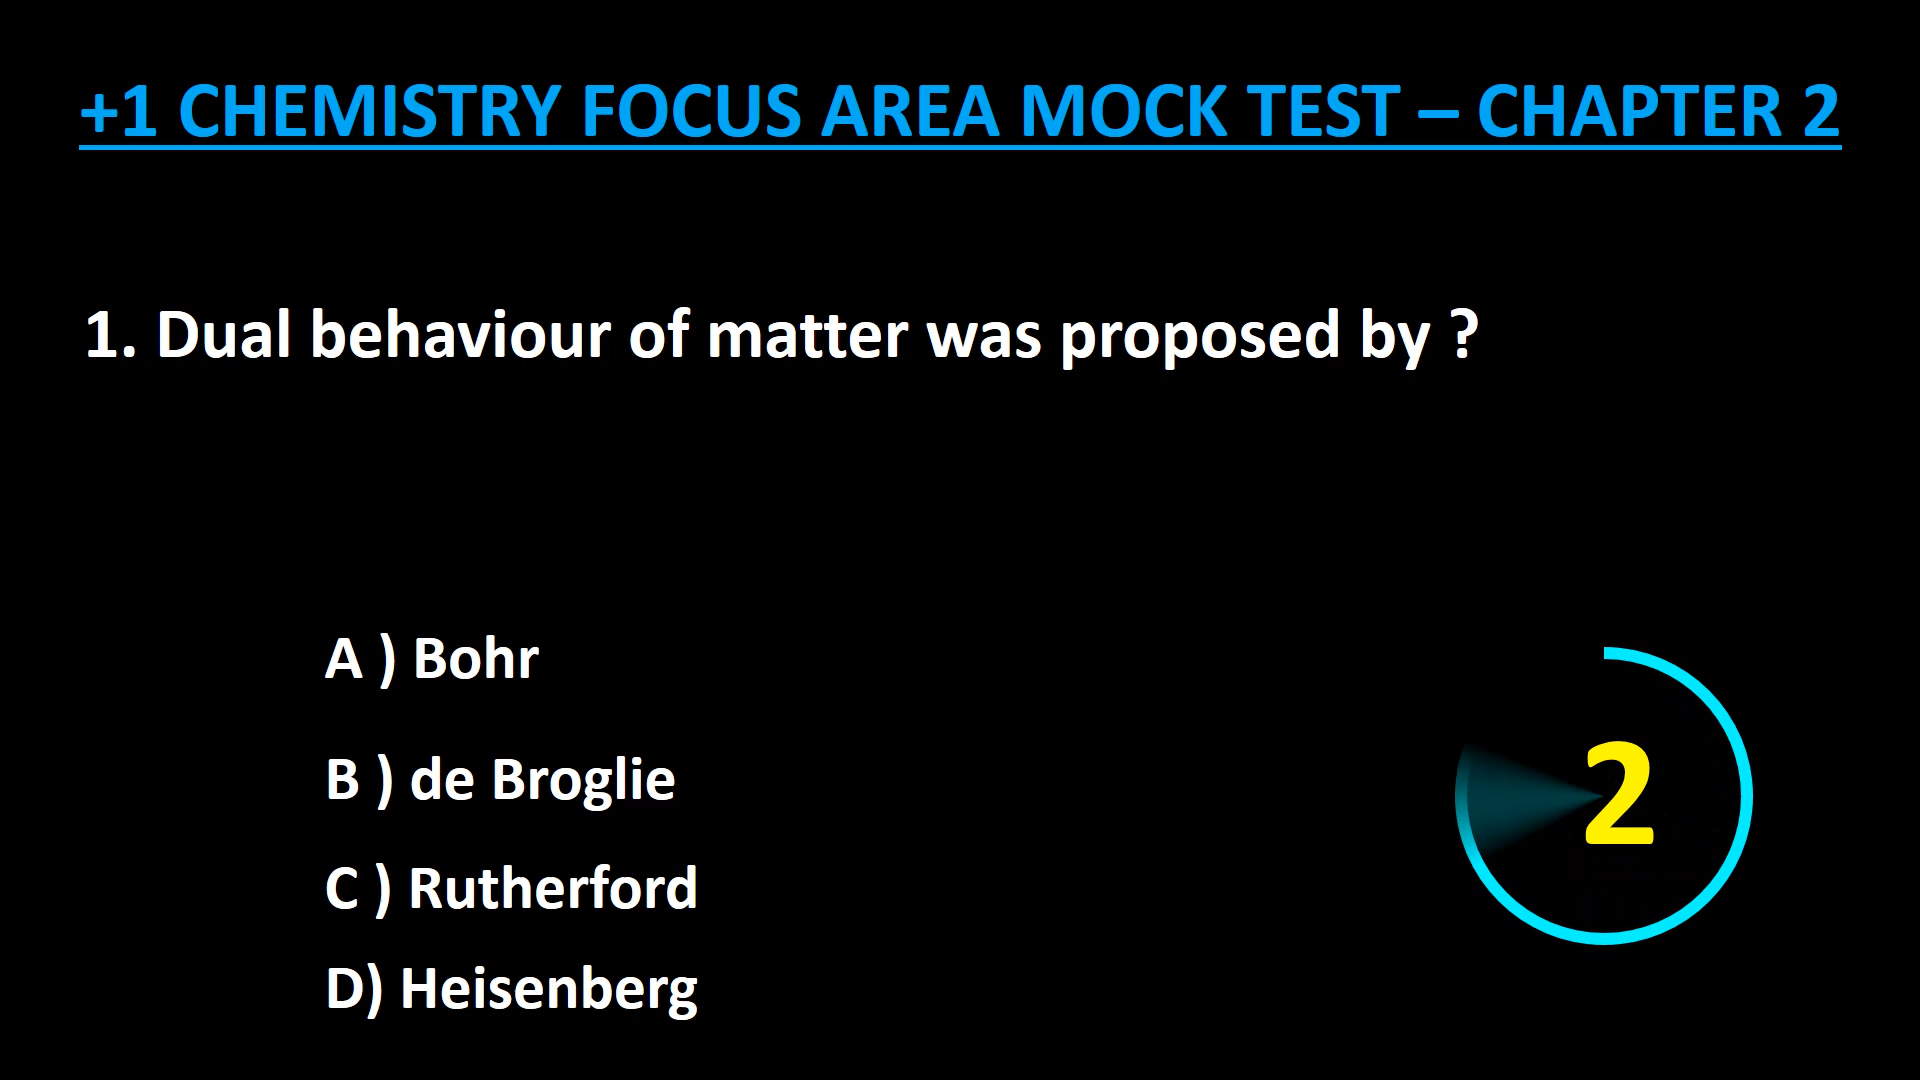 +1 CHEMISTRY FOCUS AREA MOCK TEST – CHAPTER 2
1. Dual behaviour of matter was proposed by ?
A ) Bohr
B ) de Broglie
C ) Rutherford
D) Heisenberg
2